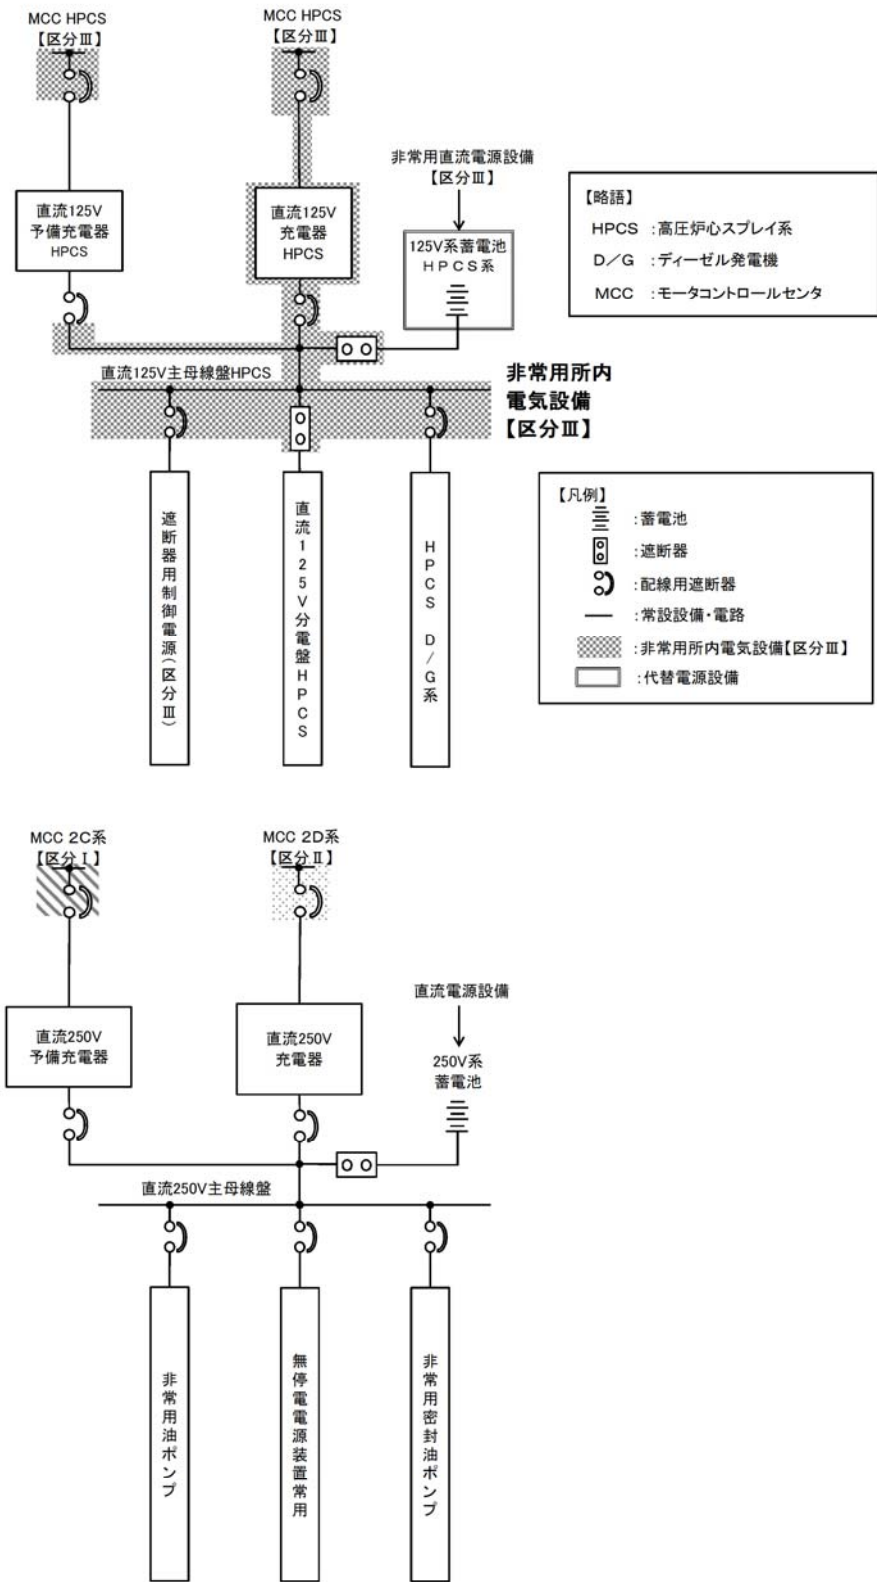 MCC HPCS
【区分Ⅲ】
MCC HPCS
【区分Ⅲ】
非常用直流電源設備
【区分Ⅲ】
直流125V
予備充電器
HPCS
直流125V
充電器
HPCS
125V系蓄電池
ＨＰＣＳ系
【略語】
HPCS ：高圧炉心スプレイ系
Ｄ／Ｇ ：ディーゼル発電機
MCC ：モータコントロールセンタ
直流125V主母線盤HPCS
非常用所内
電気設備
【区分Ⅲ】
遮断器用制御電源(区分Ⅲ)
直流125V分電盤HPCS
HPCS D/G系
【凡例】
：蓄電池
：遮断器
：配線用遮断器
：常設設備・電路
：非常用所内電気設備【区分Ⅲ】
：代替電源設備
MCC 2C系
【区分Ⅰ】
MCC 2D系
【区分Ⅱ】
直流電源設備
直流250V
予備充電器
直流250V
充電器
250V系
蓄電池
直流250V主母線盤
非常用油ポンプ
無停電電源装置常用
非常用密封油ポンプ